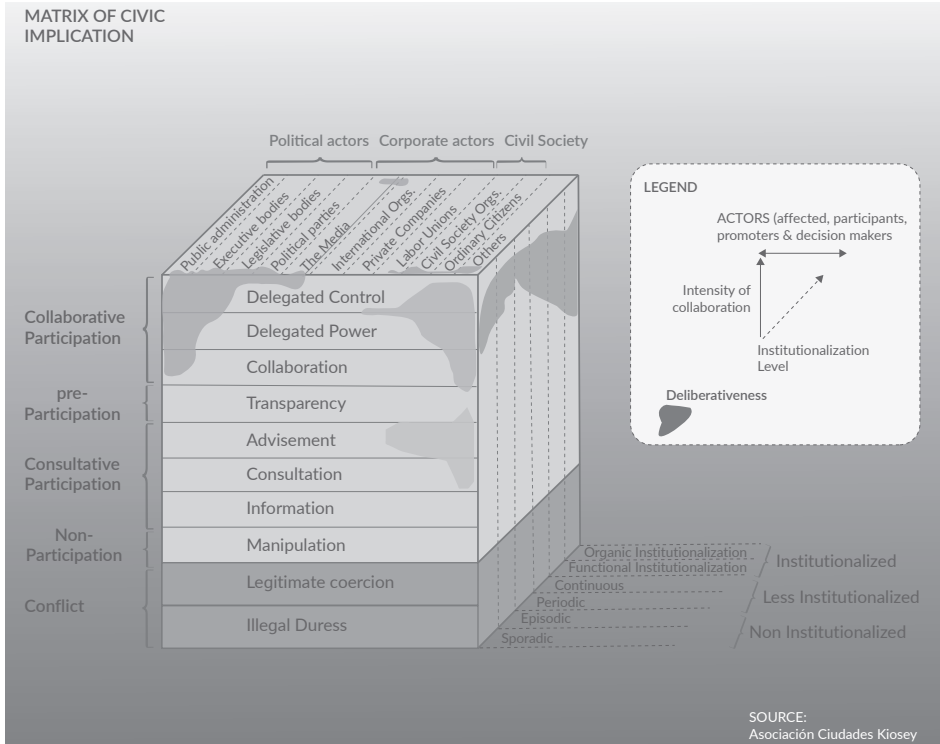 MATRIX OF CIVIC
IMPLICATION
Political actors
Corporate actors
Civil Society
Public administration
Executive bodies
Legislative bodies
Political parties
The Media
International Orgs.
Private Companies
Labor Unions
Civil Society Orgs.
Ordinary Citizens
Others
Collaborative
Participation
Delegated Control
Delegated Power
Collaboration
pre-
Participation
Transparency
Consultative
Participation
Advisement
Consultation
Information
Non-
Participation
Manipulation
Conflict
Legitimate coercion
Illegal Duress
Organic Institutionalization
Functional Institutionalization
Continuous
Periodic
Episodic
Sporadic
Institutionalized
Less Institutionalized
Non Institutionalized
LEGEND
ACTORS (affected, participants,
promoters & decision makers
Intensity of
collaboration
Institutionalization
Level
Deliberativeness
SOURCE:
Asociación Ciudades Kiosey